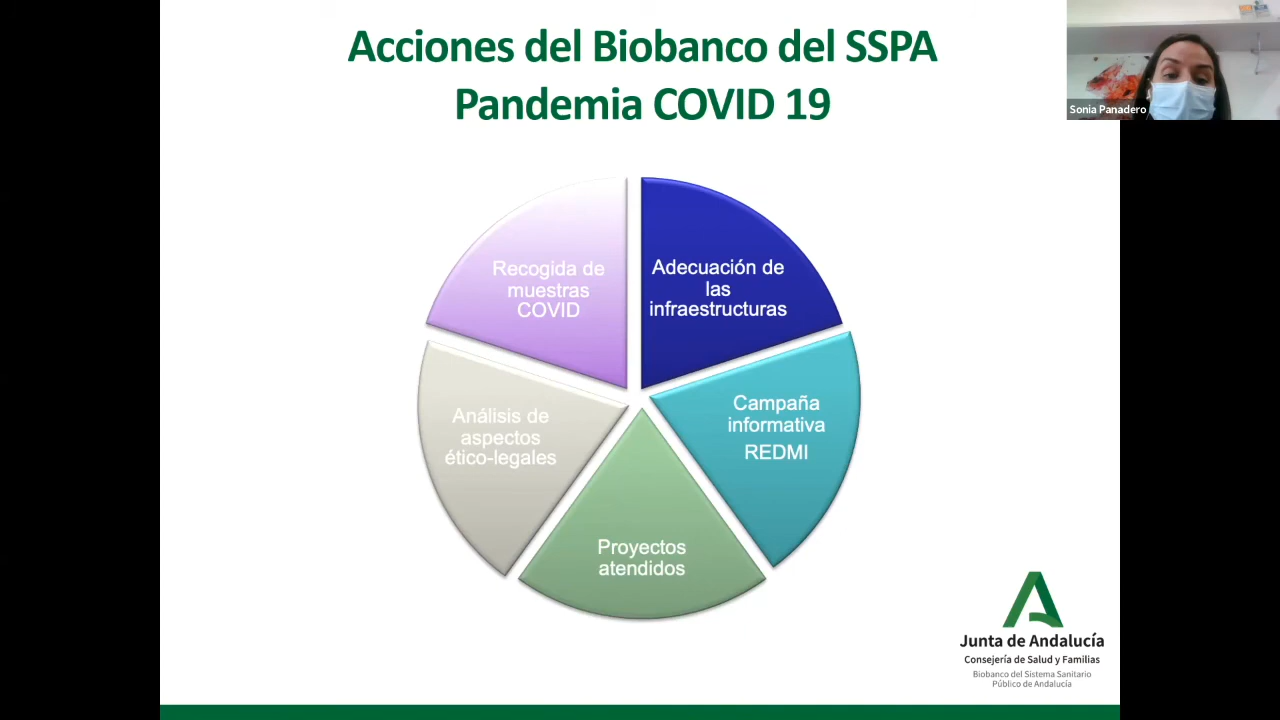 Acciones del Biobanco del SSPA
Pandemia COVID 19
Sonia Panadero
Recogida de
muestras
COVID
Adecuación de
las
infraestructuras
Campaña
informativa
REDMI
Proyectos
atendidos
Análisis de
aspectos
ético-legales
Junta de Andalucía
Consejería de Salud y Familias
Biobanco del Sistema Sanitario
Público de Andalucía